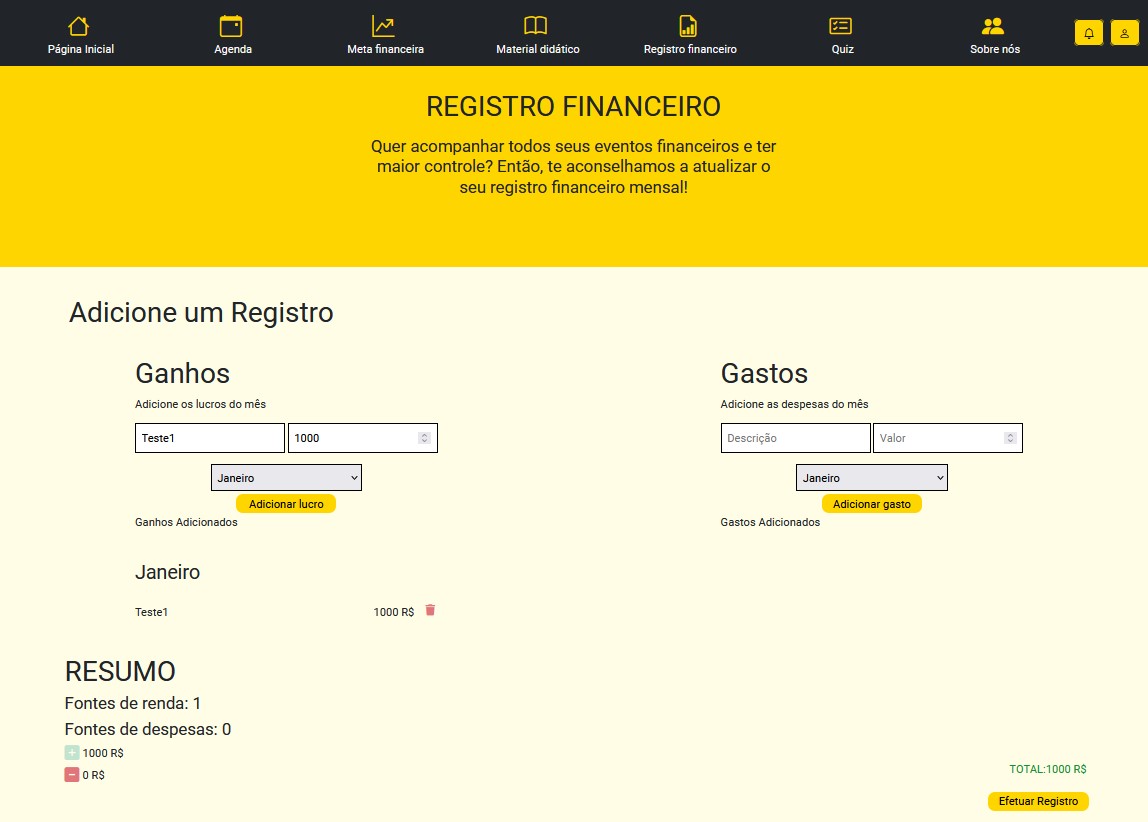 Página Inicial
Agenda
Meta financeira
Material didático
Registro financeiro
Quiz
Sobre nós
REGISTRO FINANCEIRO
Quer acompanhar todos seus eventos financeiros e ter
maior controle? Então, te aconselhamos a atualizar o
seu registro financeiro mensal!
Adicione um Registro
Ganhos
Adicione os lucros do mês
Teste1
1000
Janeiro
Adicionar lucro
Ganhos Adicionados
Janeiro
Teste1 1000 R$
Gastos
Adicione as despesas do mês
Descrição
Valor
Janeiro
Adicionar gasto
Gastos Adicionados
RESUMO
Fontes de renda: 1
Fontes de despesas: 0
+ 1000 R$
- 0 R$
TOTAL:1000 R$
Efetuar Registro